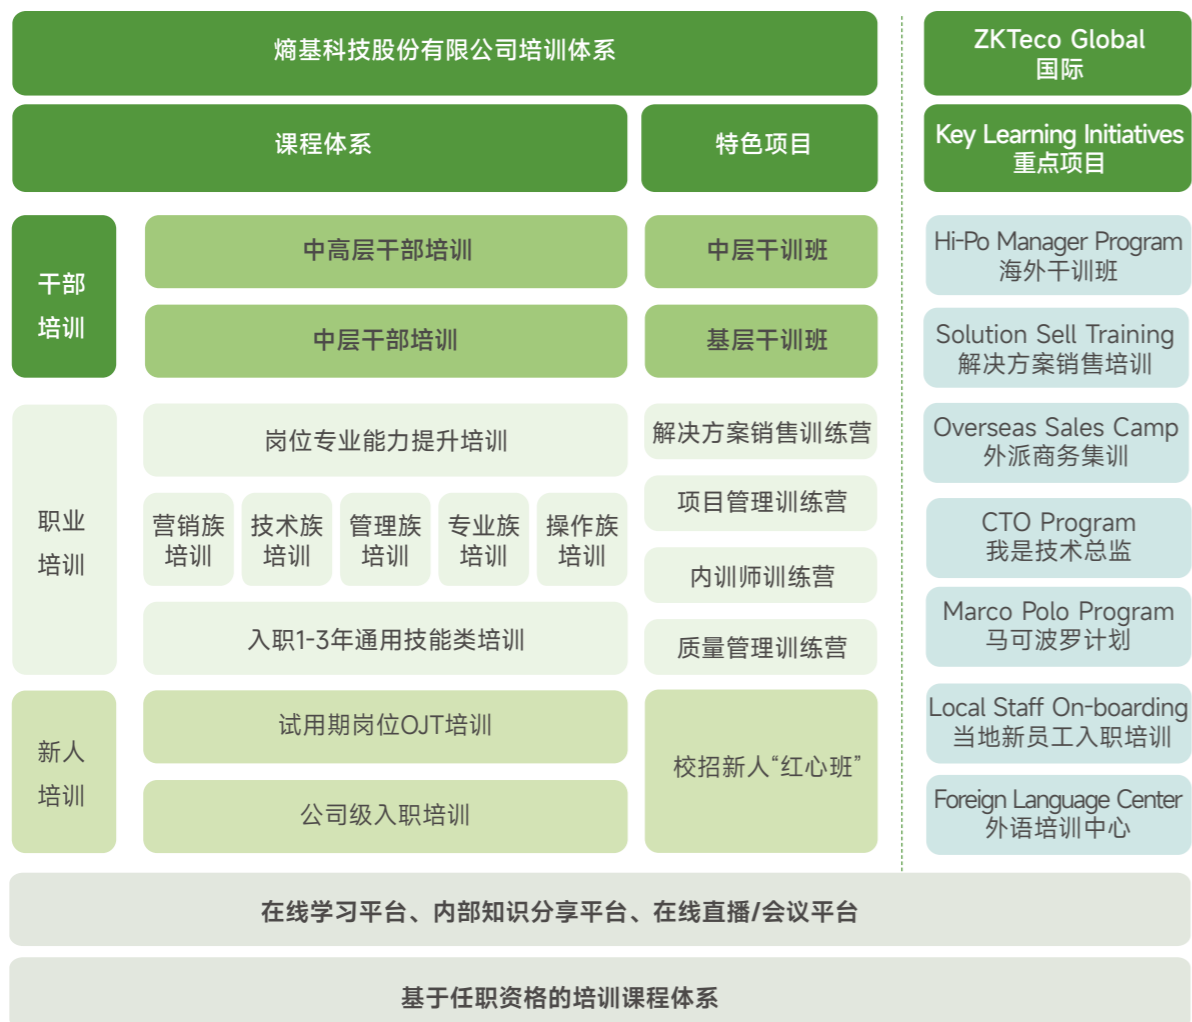 熵基科技股份有限公司培训体系
ZKTeco Global
国际
课程体系
特色项目
Key Learning Initiatives
重点项目
干部
培训
中高层干部培训
中层干训班
中层干部培训
基层干训班
职业
培训
岗位专业能力提升培训
营销族
培训
技术族
培训
管理族
培训
专业族
培训
操作族
培训
入职1-3年通用技能类培训
解决方案销售训练营
项目管理训练营
内训师训练营
质量管理训练营
新人
培训
试用期岗位OJT培训
公司级入职培训
校招新人“红心班”
Hi-Po Manager Program
海外干训班
Solution Sell Training
解决方案销售培训
Overseas Sales Camp
外派商务集训
CTO Program
我是技术总监
Marco Polo Program
马可波罗计划
Local Staff On-boarding
当地新员工入职培训
Foreign Language Center
外语培训中心
在线学习平台、内部知识分享平台、在线直播/会议平台
基于任职资格的培训课程体系